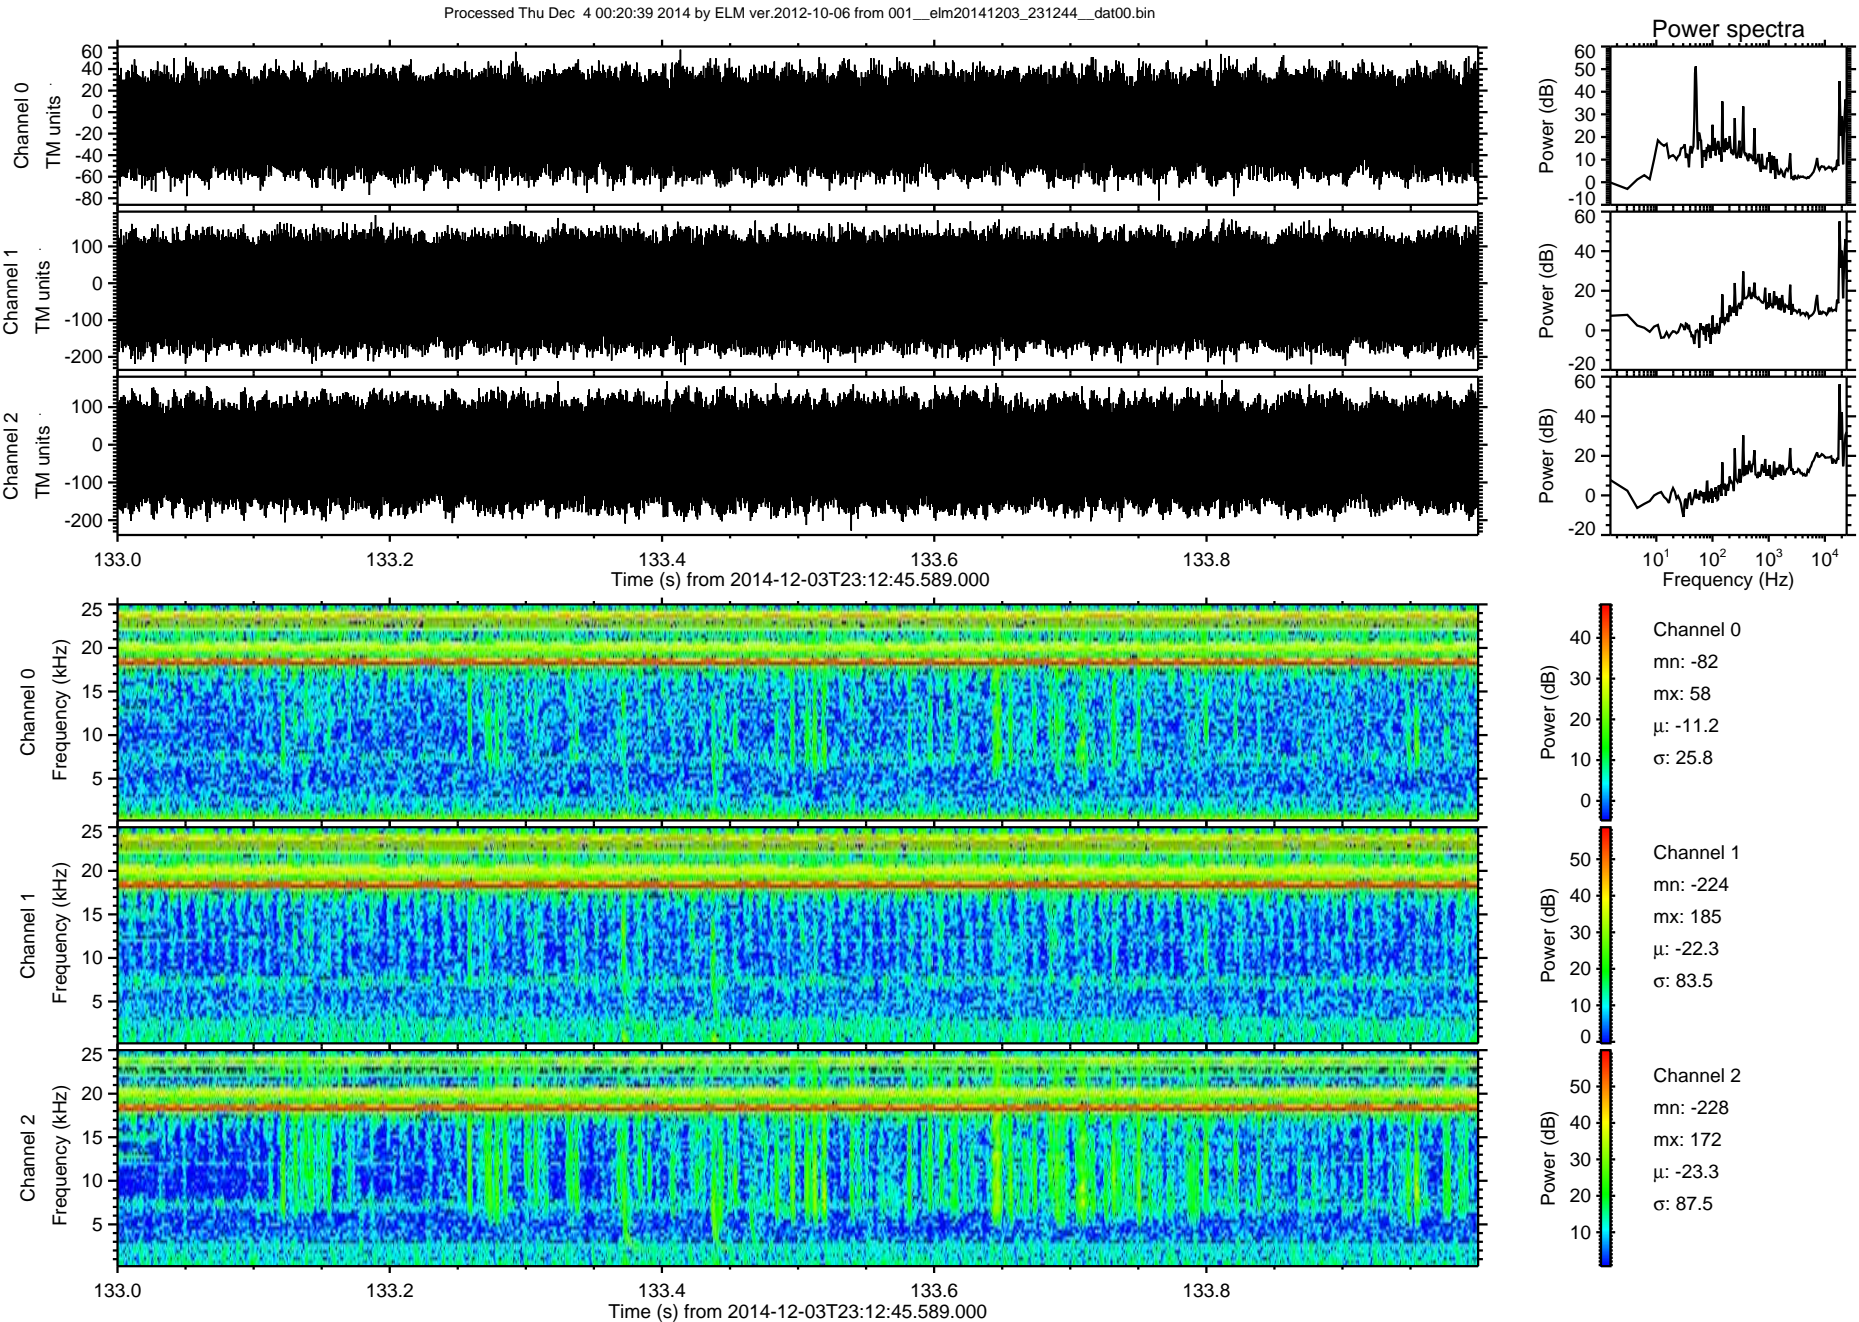 Processed Thu Dec  4 00:20:39 2014 by ELM ver.2012-10-06 from 001__elm20141203_231244__dat00.bin
Power spectra
Channel 0
TM units
60
40
20
0
-20
-40
-60
-80
Power (dB)
60
50
40
30
20
10
0
-10
Channel 1
TM units
100
0
-100
-200
Power (dB)
60
40
20
0
-20
Channel 2
TM units
100
0
-100
-200
Power (dB)
60
40
20
0
-20
133.0 133.2 133.4 133.6 133.8
Time (s) from 2014-12-03T23:12:45.589.000
10^1 10^2 10^3 10^4
Frequency (Hz)
Channel 0
Frequency (kHz)
25
20
15
10
5
Power (dB)
40
30
20
10
0
Channel 0
mn: -82
mx: 58
μ: -11.2
σ: 25.8
Channel 1
Frequency (kHz)
25
20
15
10
5
Power (dB)
50
40
30
20
10
0
Channel 1
mn: -224
mx: 185
μ: -22.3
σ: 83.5
Channel 2
Frequency (kHz)
25
20
15
10
5
Power (dB)
50
40
30
20
10
Channel 2
mn: -228
mx: 172
μ: -23.3
σ: 87.5
133.0 133.2 133.4 133.6 133.8
Time (s) from 2014-12-03T23:12:45.589.000